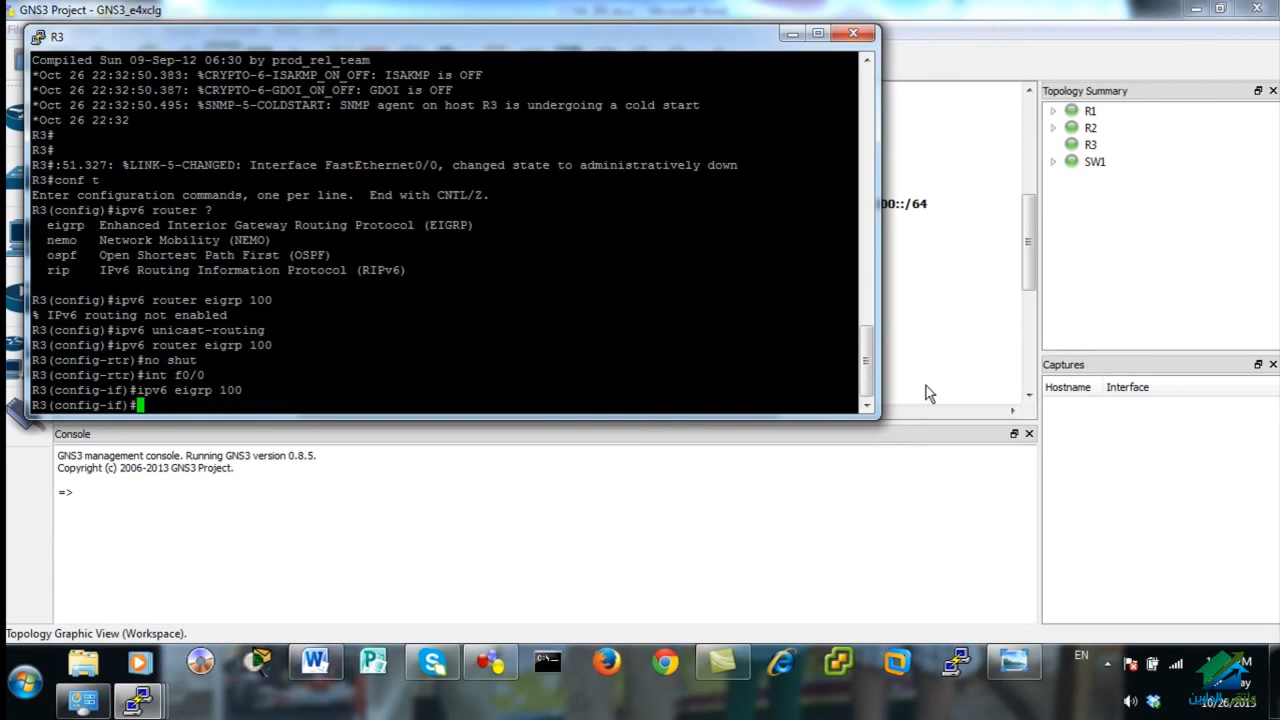 GNS3 Project - GNS3_e4xclg
R3
Compiled Sun 09-Sep-12 06:30 by prod_rel_team
*Oct 26 22:32:50.383: %CRYPTO-6-ISAKMP_ON_OFF: ISAKMP is OFF
*Oct 26 22:32:50.387: %CRYPTO-6-GDOI_ON_OFF: GDOI is OFF
*Oct 26 22:32:50.495: %SNMP-5-COLDSTART: SNMP agent on host R3 is undergoing a cold start
*Oct 26 22:32
R3#
R3#
R3#:51.327: %LINK-5-CHANGED: Interface FastEthernet0/0, changed state to administratively down
R3#conf t
Enter configuration commands, one per line.  End with CNTL/Z.
R3(config)#ipv6 router ?
  eigrp  Enhanced Interior Gateway Routing Protocol (EIGRP)
  nemo   Network Mobility (NEMO)
  ospf   Open Shortest Path First (OSPF)
  rip    IPv6 Routing Information Protocol (RIPv6)
R3(config)#ipv6 router eigrp 100
% IPv6 routing not enabled
R3(config)#ipv6 unicast-routing
R3(config)#ipv6 router eigrp 100
R3(config-rtr)#no shut
R3(config-rtr)#int f0/0
R3(config-if)#ipv6 eigrp 100
R3(config-if)#
00::/64
Topology Summary
R1
R2
R3
SW1
Captures
Hostname
Interface
Console
GNS3 management console. Running GNS3 version 0.8.5.
Copyright (c) 2006-2013 GNS3 Project.
=>
Topology Graphic View (Workspace).
EN
10/26/2013